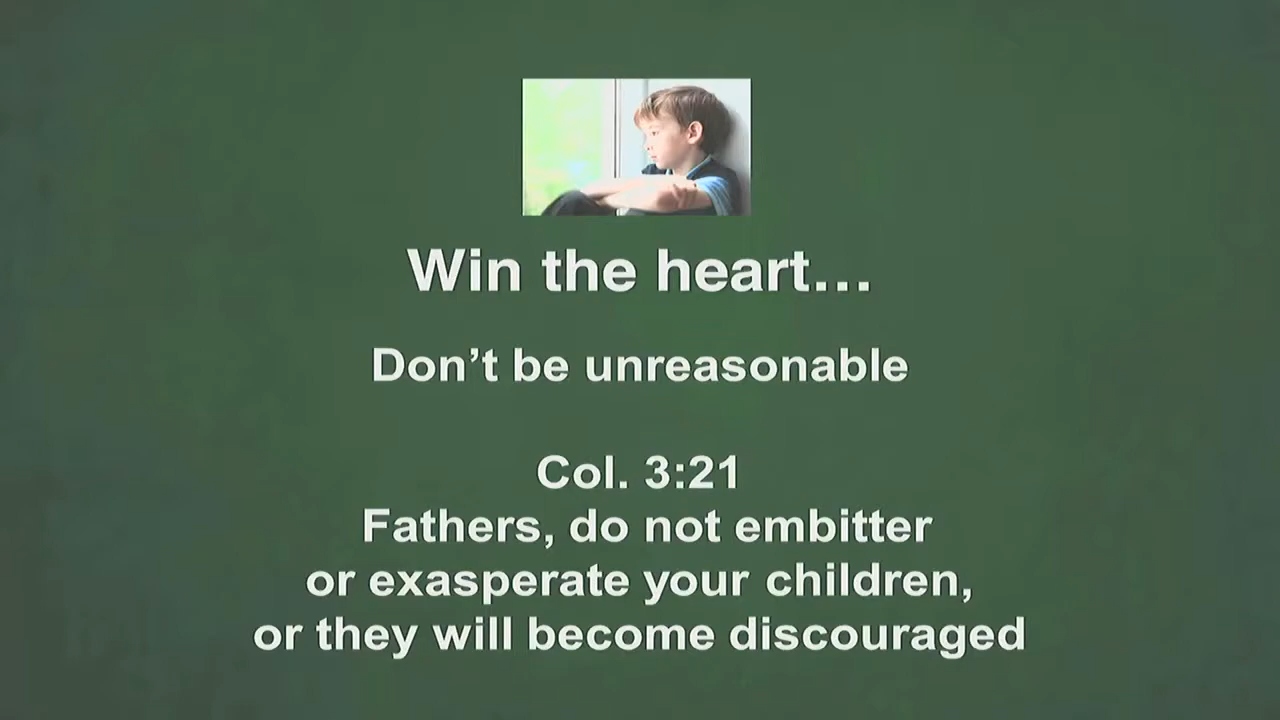 Win the heart…
Don’t be unreasonable
Col. 3:21
Fathers, do not embitter
or exasperate your children,
or they will become discouraged